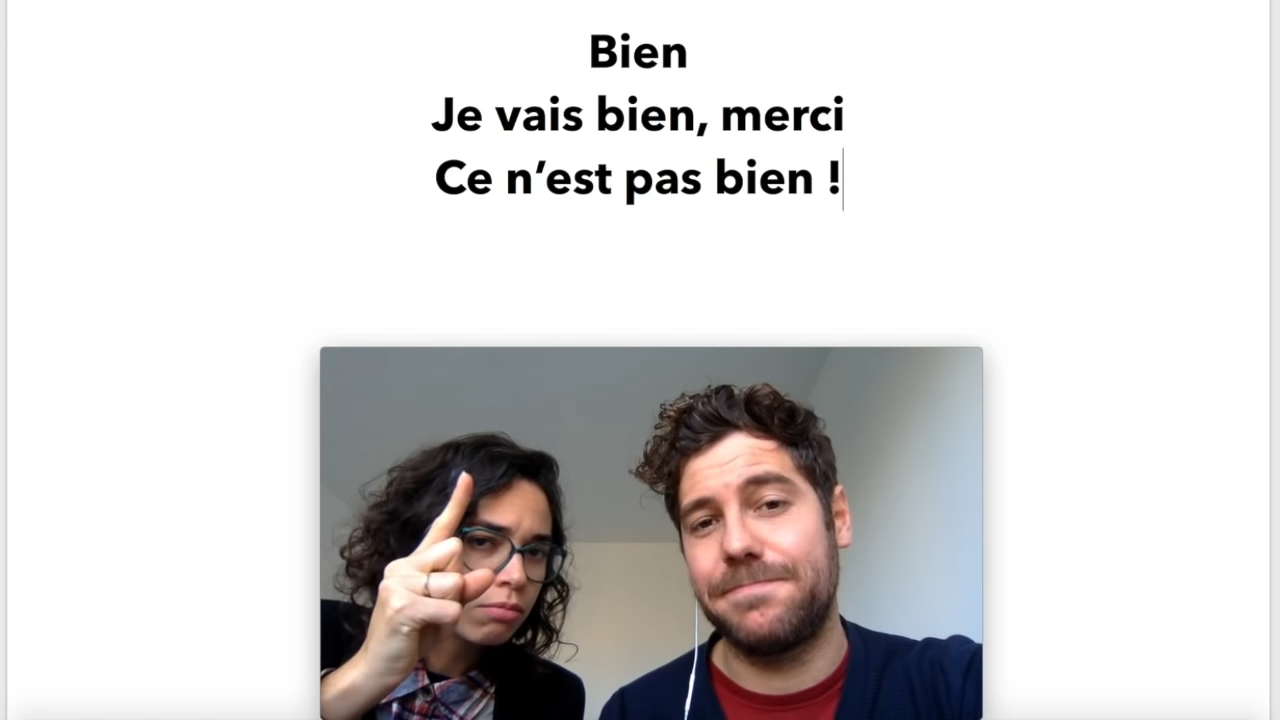 Bien
Je vais bien, merci
Ce n’est pas bien !